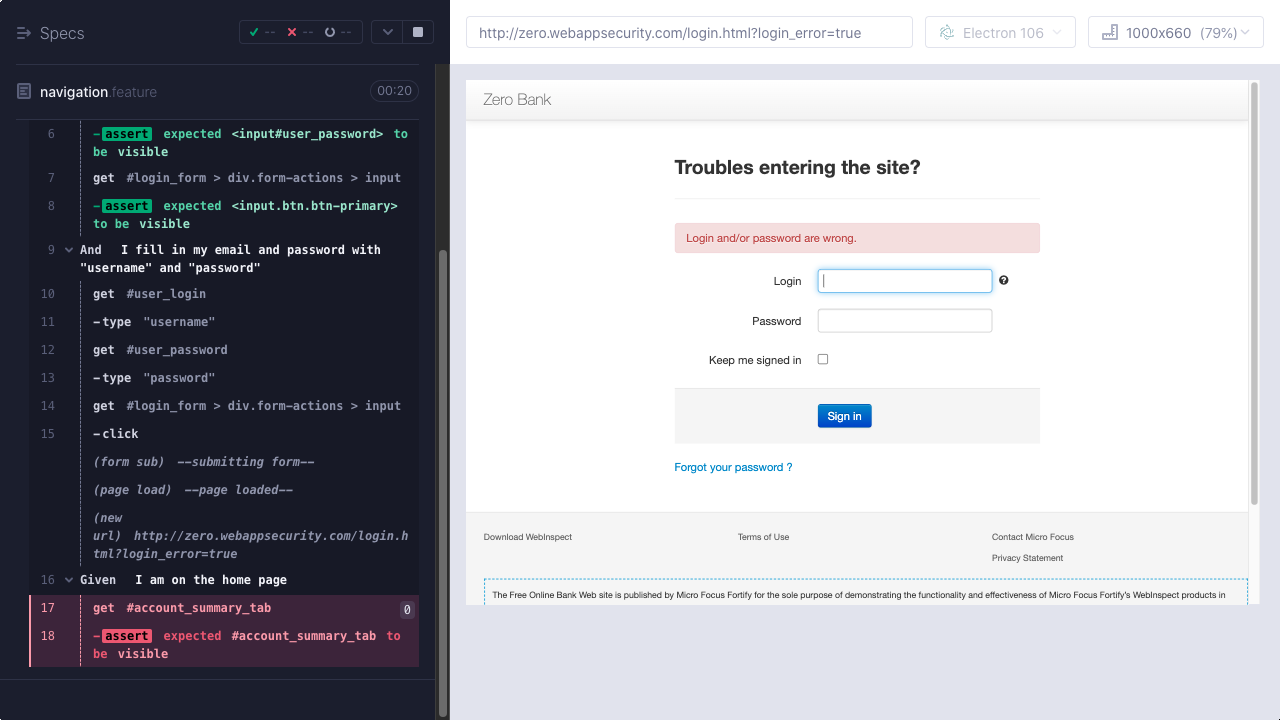 Specs
-- -- --
navigation.feature
00:20
6 -assert expected <input#user_password> to
be visible
7 get #login_form > div.form-actions > input
8 -assert expected <input.btn.btn-primary>
to be visible
9 And I fill in my email and password with
"username" and "password"
10 get #user_login
11 -type "username"
12 get #user_password
13 -type "password"
14 get #login_form > div.form-actions > input
15 -click
(form sub) --submitting form--
(page load) --page loaded--
(new
url) http://zero.webappsecurity.com/login.h
tml?login_error=true
16 Given I am on the home page
17 get #account_summary_tab 0
18 -assert expected #account_summary_tab to
be visible
http://zero.webappsecurity.com/login.html?login_error=true
Electron 106
1000x660 (79%)
Zero Bank
Troubles entering the site?
Login and/or password are wrong.
Login
Password
Keep me signed in
Sign in
Forgot your password ?
Download WebInspect
Terms of Use
Contact Micro Focus
Privacy Statement
The Free Online Bank Web site is published by Micro Focus Fortify for the sole purpose of demonstrating the functionality and effectiveness of Micro Focus Fortify's WebInspect products in